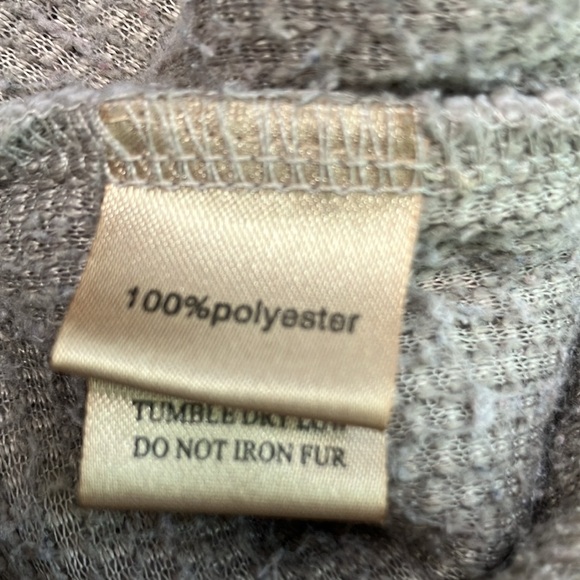 100%polyester
TUMBLE DRY LOW
DO NOT IRON FUR